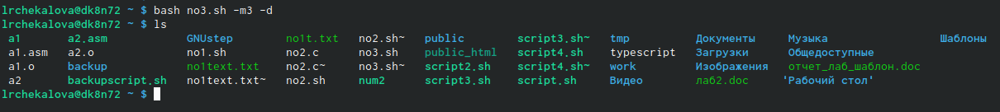 lrchekalova@dk8n72 ~ $ bash no3.sh -m3 -d
lrchekalova@dk8n72 ~ $ ls
a1 a2.asm GNUstep no1t.txt no2.sh~ public script3.sh~ tmp Документы Музыка Шаблоны
a1.asm a2.o no1.sh no2.c no3.sh public_html script4.sh typescript Загрузки Общедоступные
a1.o backup no1text.txt no2.c~ no3.sh~ script2.sh script4.sh~ work Изображения отчет_лаб_шаблон.doc
a2 backupscript.sh no1text.txt~ no2.sh num2 script3.sh script.sh Видео лаб2.doc 'Рабочий стол'
lrchekalova@dk8n72 ~ $